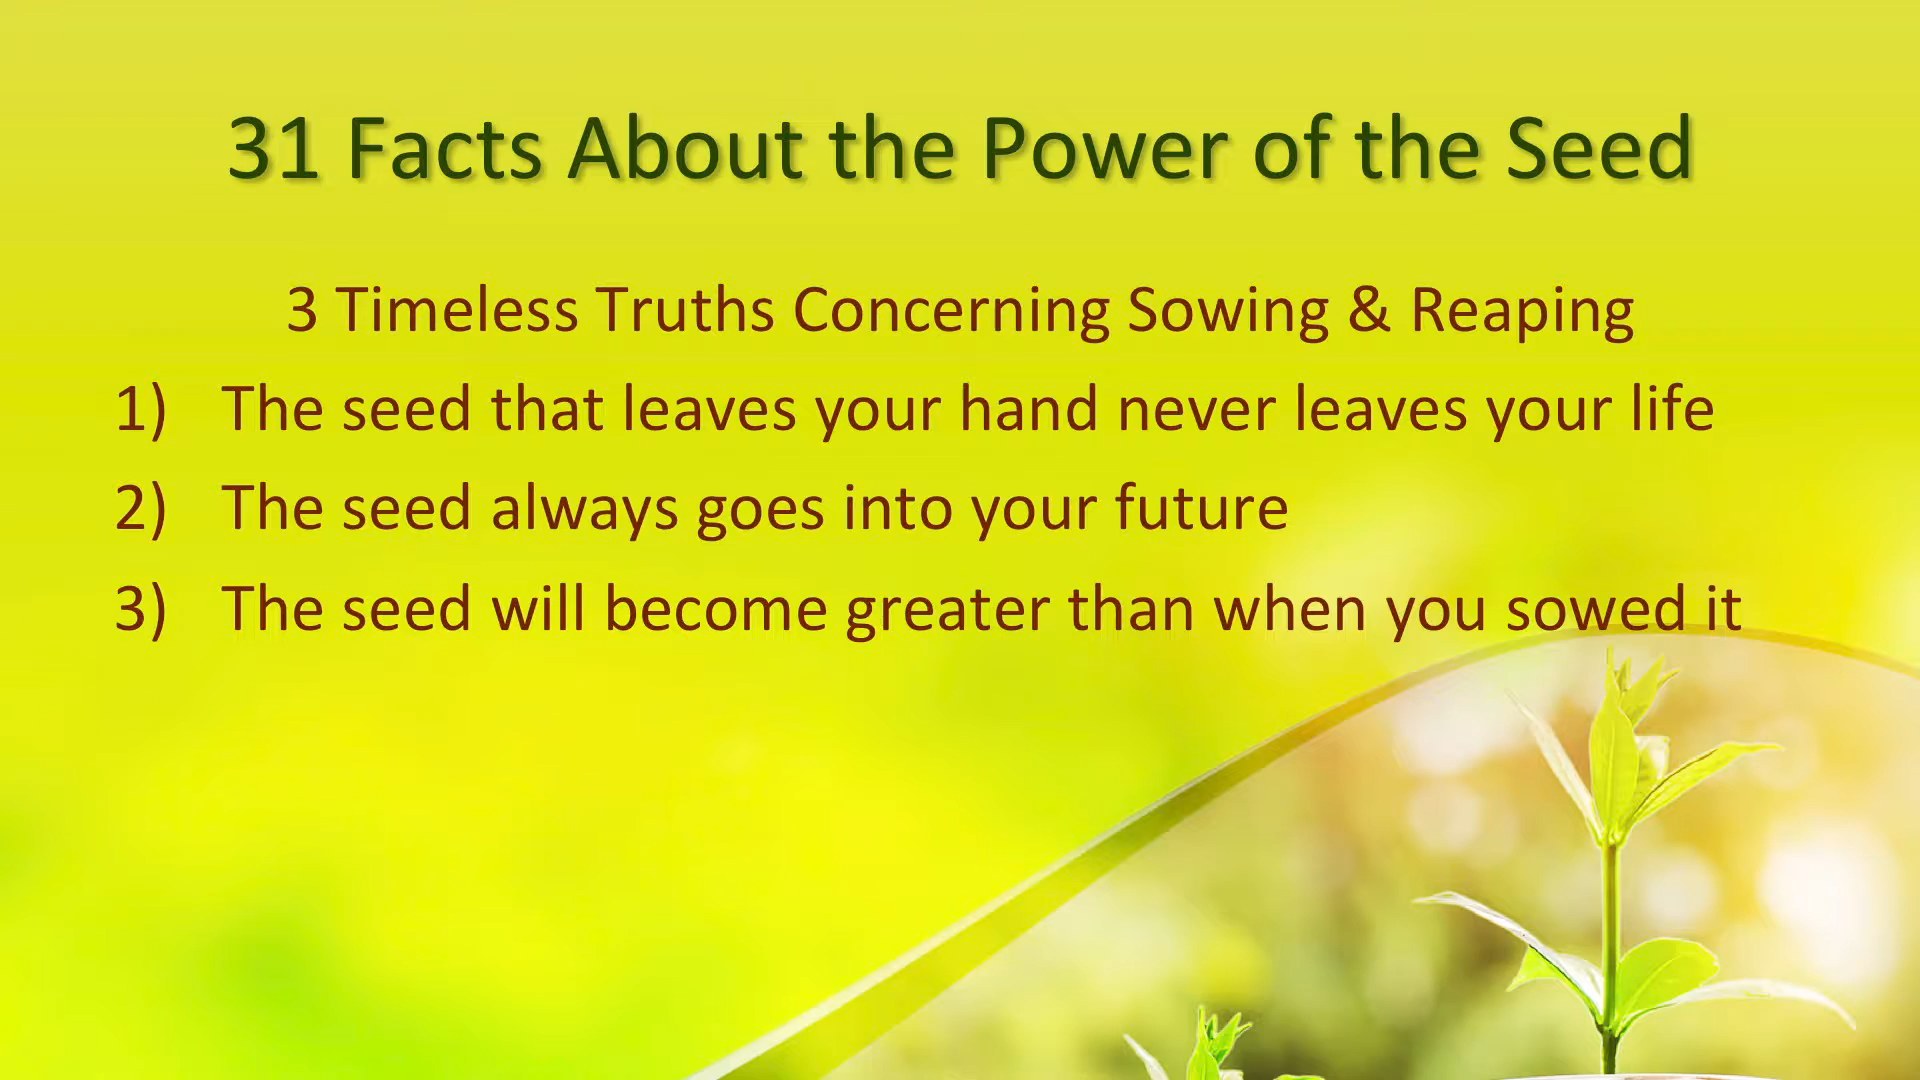 31 Facts About the Power of the Seed
3 Timeless Truths Concerning Sowing & Reaping
1) The seed that leaves your hand never leaves your life
2) The seed always goes into your future
3) The seed will become greater than when you sowed it